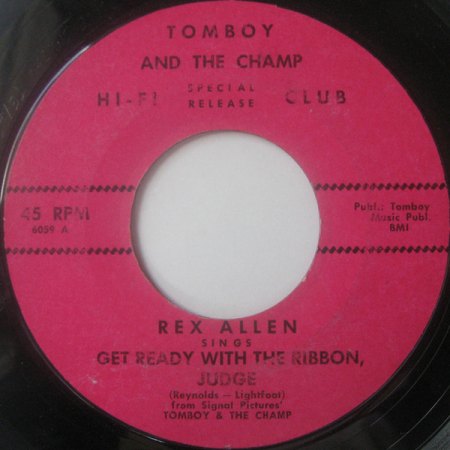 TOMBOY
AND THE CHAMP
HI-FI SPECIAL RELEASE CLUB
45 RPM
6059 A
Publ.: Tomboy
Music Publ.
BMI
REX ALLEN
SINGS
GET READY WITH THE RIBBON,
JUDGE
(Reynolds — Lightfoot)
from Signal Pictures'
TOMBOY & THE CHAMP